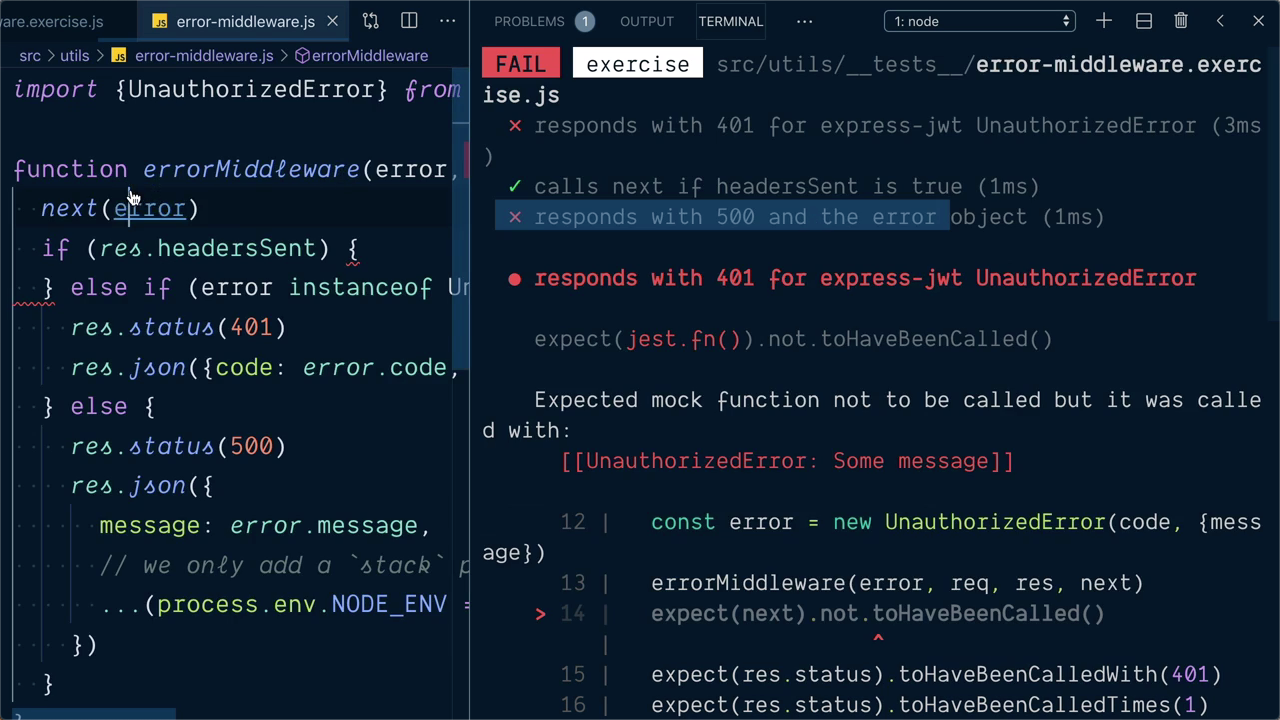 are.exercise.js
JS error-middleware.js
src > utils > JS error-middleware.js > errorMiddleware
import {UnauthorizedError} from
function errorMiddleware(error,
next(error)
if (res.headersSent) {
} else if (error instanceof Un
res.status(401)
res.json({code: error.code,
} else {
res.status(500)
res.json({
message: error.message,
// we only add a `stack` p
...(process.env.NODE_ENV =
})
}
}
PROBLEMS 1 OUTPUT TERMINAL ··· 1: node
FAIL exercise src/utils/__tests__/error-middleware.exerc
ise.js
✕ responds with 401 for express-jwt UnauthorizedError (3ms
)
✓ calls next if headersSent is true (1ms)
✕ responds with 500 and the error object (1ms)
● responds with 401 for express-jwt UnauthorizedError
expect(jest.fn()).not.toHaveBeenCalled()
Expected mock function not to be called but it was calle
d with:
[[UnauthorizedError: Some message]]
12 | const error = new UnauthorizedError(code, {mess
age})
13 | errorMiddleware(error, req, res, next)
> 14 | expect(next).not.toHaveBeenCalled()
| ^
15 | expect(res.status).toHaveBeenCalledWith(401)
16 | expect(res.status).toHaveBeenCalledTimes(1)